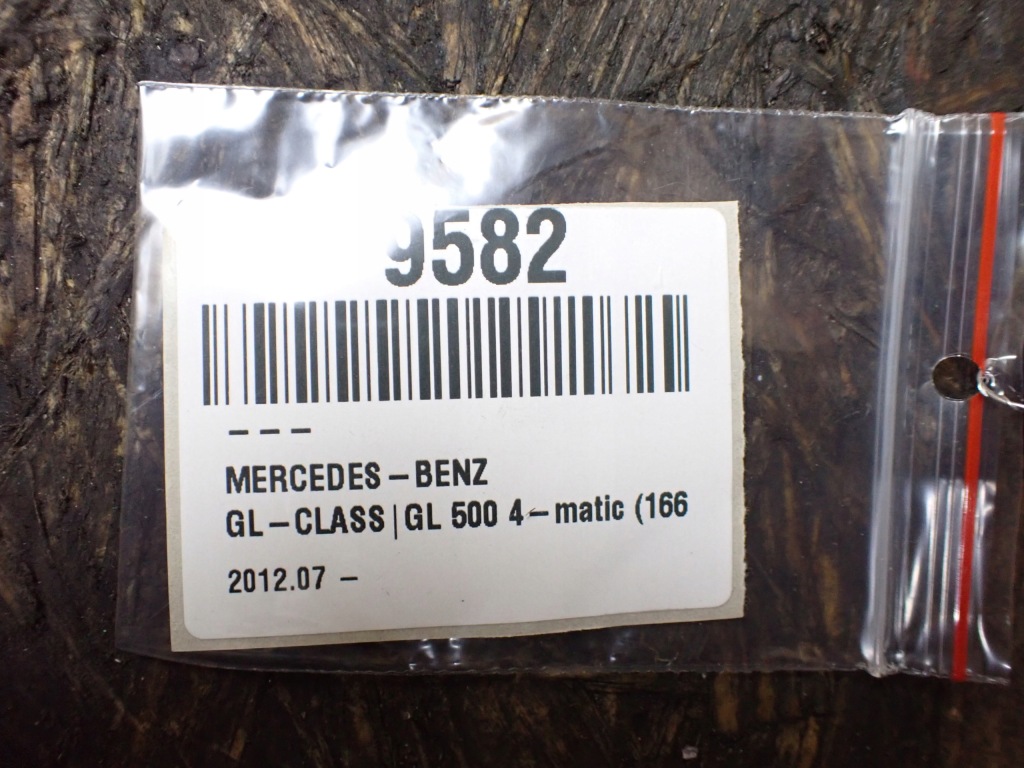 9582
– – –
MERCEDES – BENZ
GL – CLASS | GL 500 4 – matic (166
2012.07 –